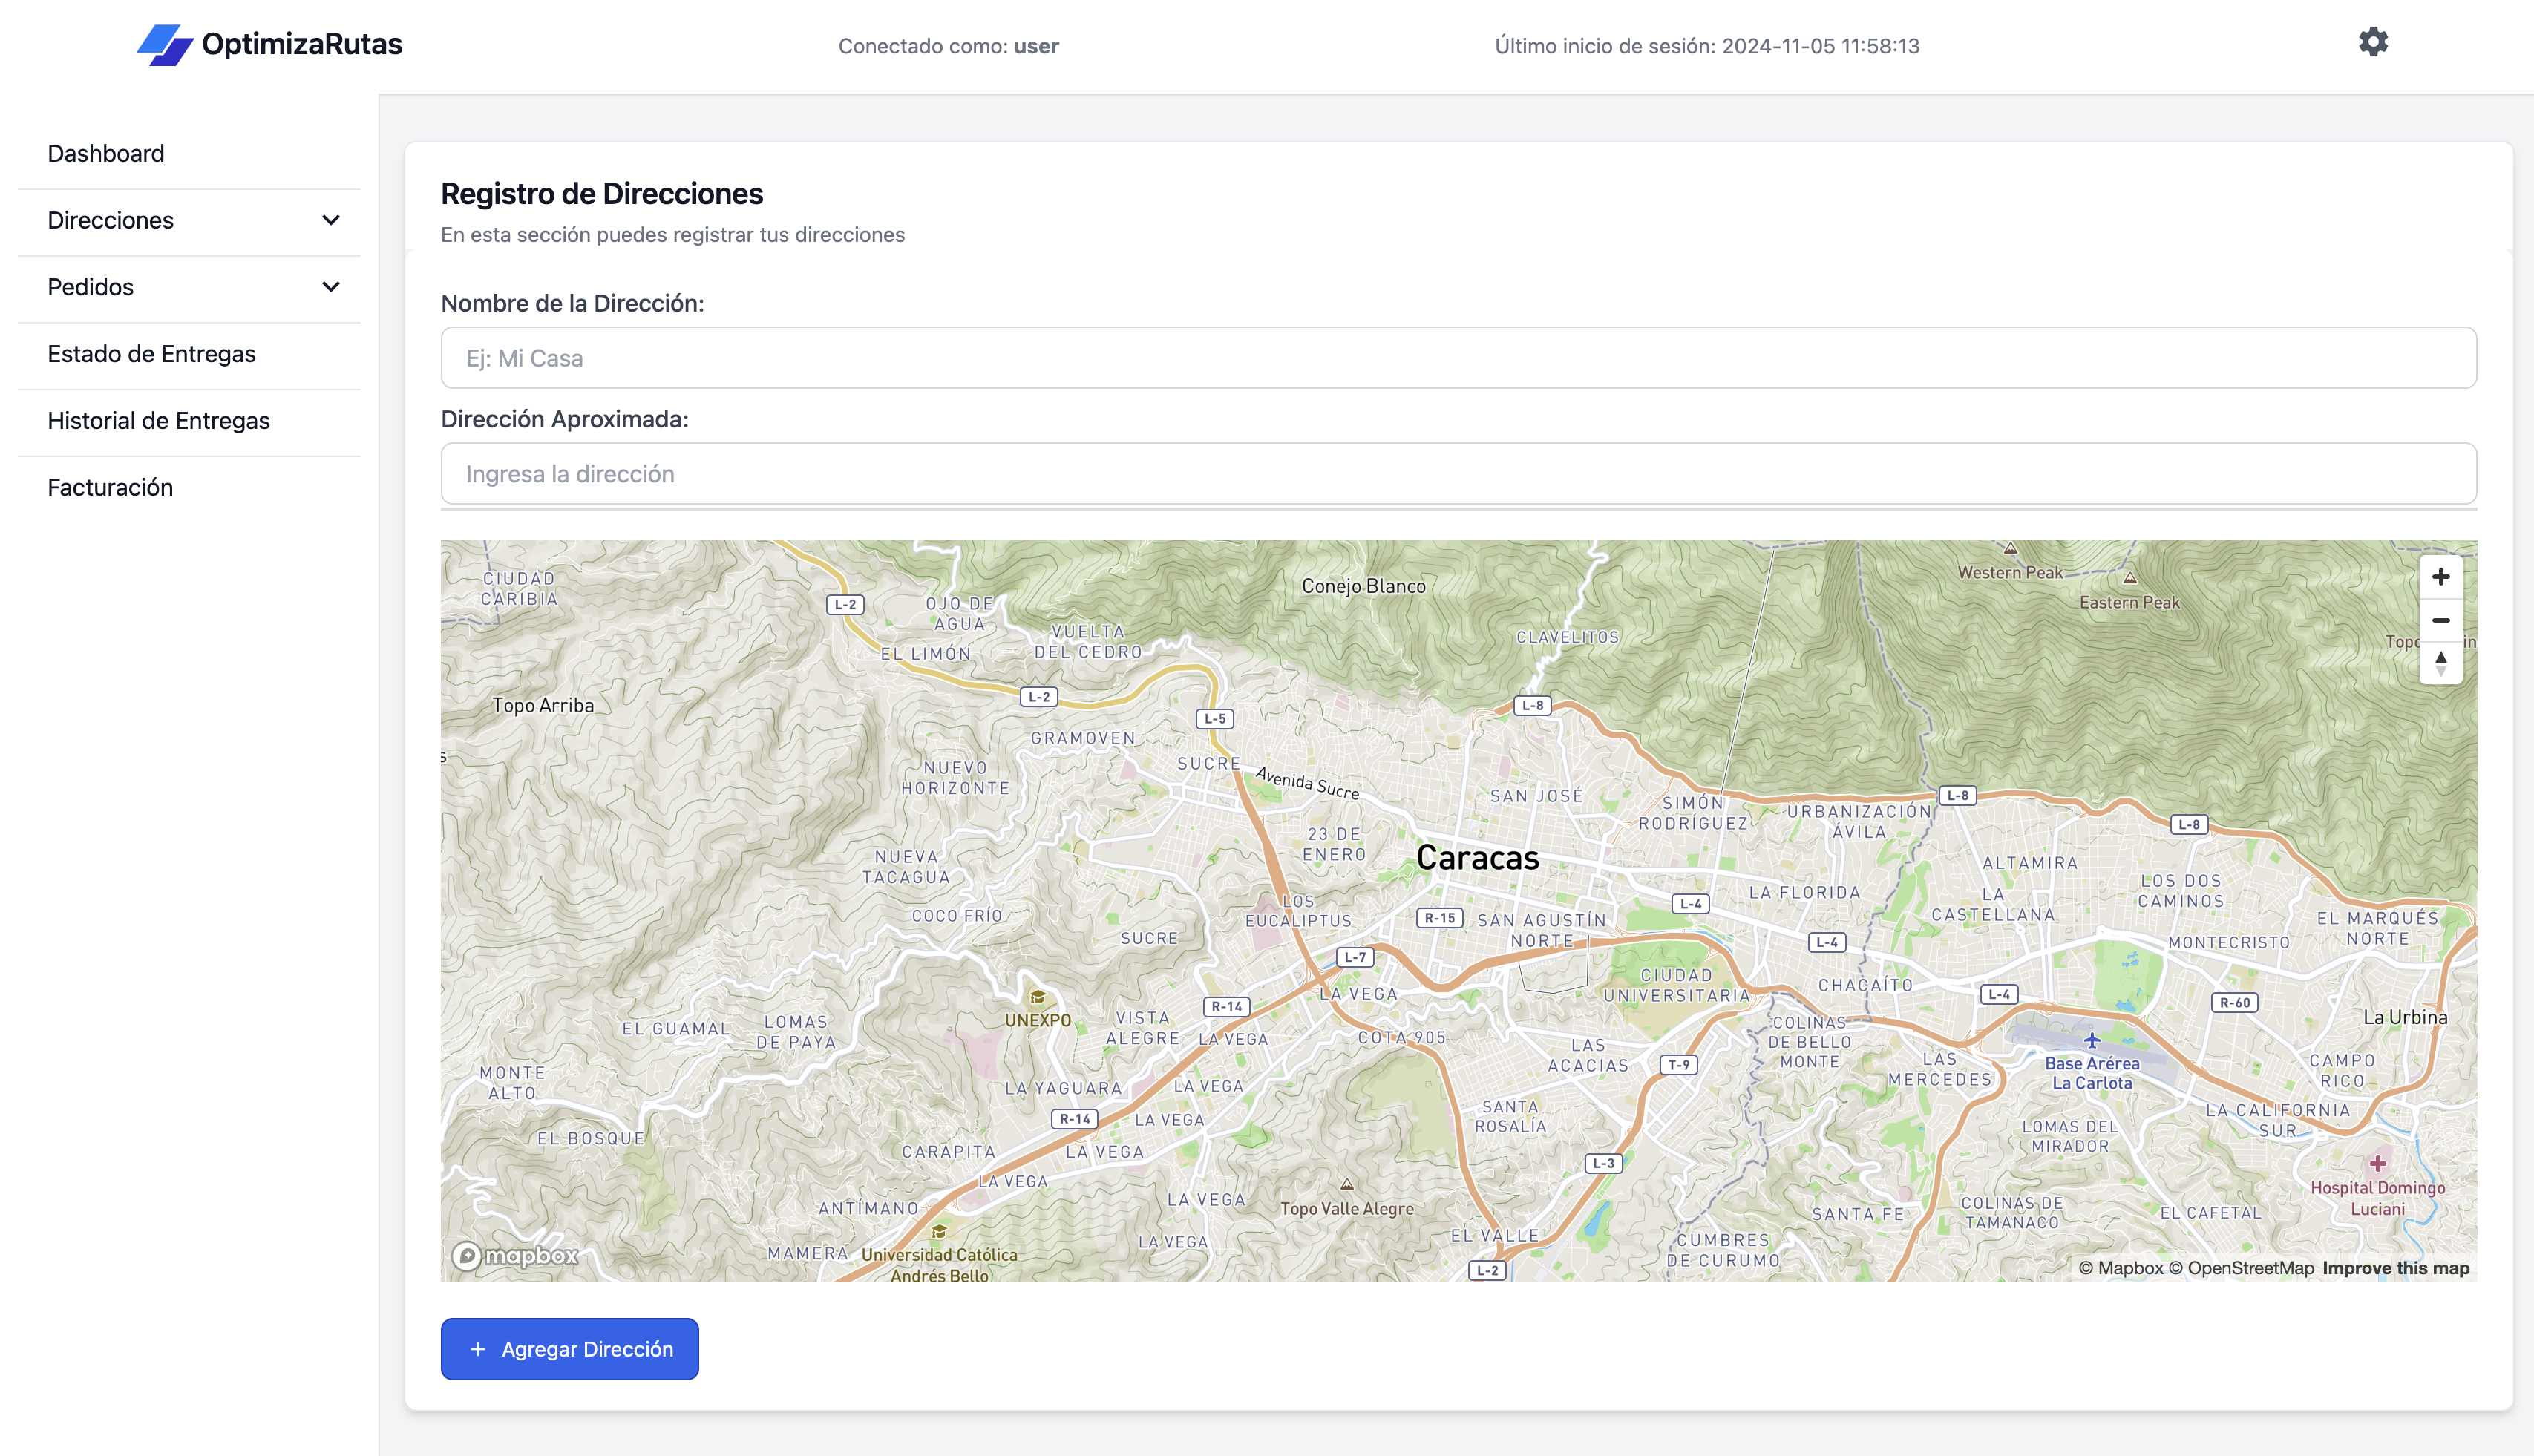 OptimizaRutas
Conectado como: user
Último inicio de sesión: 2024-11-05 11:58:13
Dashboard
Direcciones
Pedidos
Estado de Entregas
Historial de Entregas
Facturación
Registro de Direcciones
En esta sección puedes registrar tus direcciones
Nombre de la Dirección:
Ej: Mi Casa
Dirección Aproximada:
Ingresa la dirección
CIUDAD
CARIBIA
L-2
OJO DE
AGUA
VUELTA
DEL CEDRO
EL LIMÓN
Conejo Blanco
CLAVELITOS
Western Peak
Eastern Peak
L-2
Topo Arriba
L-5
L-8
GRAMOVEN
SUCRE
Avenida Sucre
NUEVO
HORIZONTE
SAN JOSÉ
SIMÓN
RODRÍGUEZ
URBANIZACIÓN
ÁVILA
L-8
L-8
23 DE
ENERO
Caracas
NUEVA
TACAGUA
ALTAMIRA
LA FLORIDA
LA
CASTELLANA
LOS DOS
CAMINOS
COCO FRÍO
LOS
EUCALIPTUS
R-15
SAN AGUSTÍN
NORTE
L-4
EL MARQUÉS
NORTE
SUCRE
L-7
L-4
MONTECRISTO
CIUDAD
UNIVERSITARIA
CHACAÍTO
L-4
R-60
UNEXPO
R-14
LA VEGA
La Urbina
EL GUAMAL
LOMAS
DE PAYA
VISTA
ALEGRE
LA VEGA
COTA 905
COLINAS
DE BELLO
MONTE
LAS
ACACIAS
T-9
LAS
MERCEDES
Base Arérea
La Carlota
CAMPO
RICO
MONTE
ALTO
LA YAGUARA
LA VEGA
R-14
LA VEGA
SANTA
ROSALÍA
LA CALIFORNIA
SUR
EL BOSQUE
CARAPITA
LA VEGA
LOMAS DEL
MIRADOR
L-3
LA VEGA
LA VEGA
Topo Valle Alegre
Hospital Domingo
Luciani
ANTÍMANO
SANTA FE
COLINAS DE
TAMANACO
EL CAFETAL
MAMERA
Universidad Católica
Andrés Bello
LA VEGA
EL VALLE
CUMBRES
DE CURUMO
L-2
mapbox
© Mapbox © OpenStreetMap Improve this map
+ Agregar Dirección